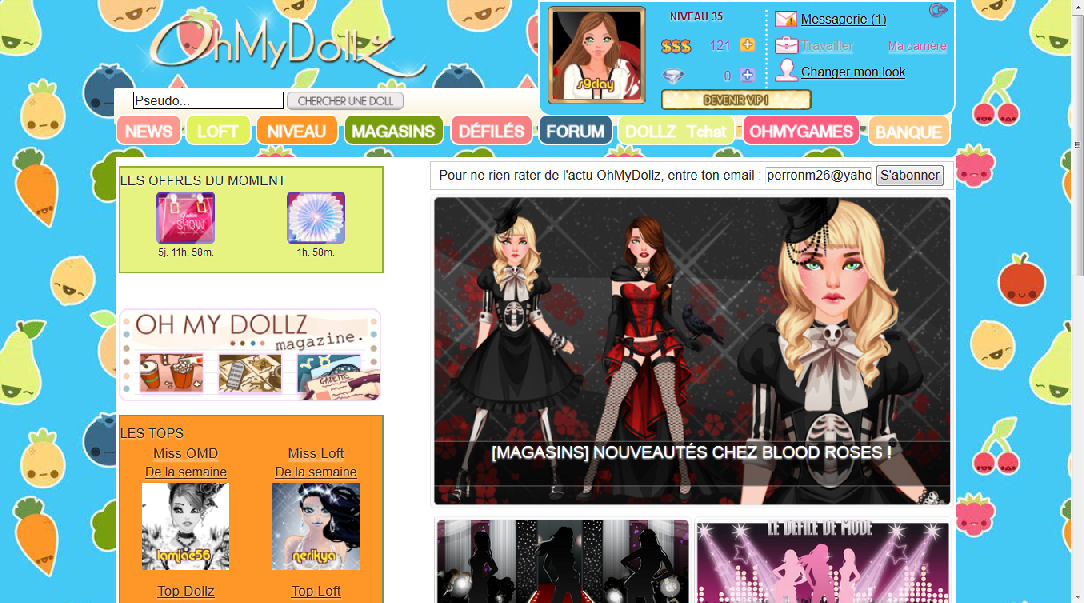 OhMyDollz
NIVEAU 35
Messagerie (1)
$$$ 121
Travailler
Ma carrière
0
Changer mon look
s9day
DEVENIR VIP !
Pseudo...
CHERCHER UNE DOLL
NEWS
LOFT
NIVEAU
MAGASINS
DÉFILÉS
FORUM
DOLLZ Tchat
OHMYGAMES
BANQUE
LES OFFRES DU MOMENT
SHOW
5j. 11h. 50m.
1h. 50m.
Pour ne rien rater de l'actu OhMyDollz, entre ton email :
perronm26@yaho
S'abonner
OH MY DOLLZ
magazine.
[MAGASINS] NOUVEAUTÉS CHEZ BLOOD ROSES !
LES TOPS
Miss OMD
De la semaine
Miss Loft
De la semaine
lamjac56
nerikya
Top Dollz
Top Loft
LE DEFILE DE MODE